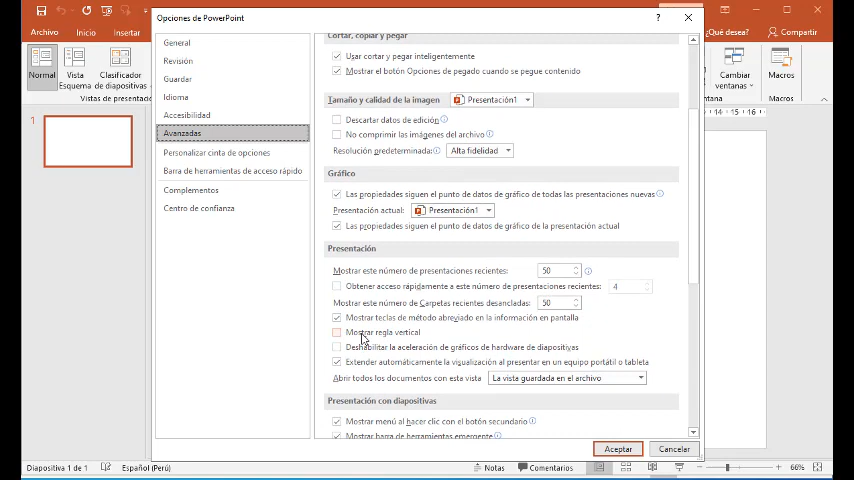 Opciones de PowerPoint
?
Archivo
Inicio
Insertar
¿Qué desea?
Compartir
Normal
Vista Esquema
Clasificador de diapositivas
Vistas de presentación
Cambiar ventanas
Macros
Macros
14 15 16
1
General
Revisión
Guardar
Idioma
Accesibilidad
Avanzadas
Personalizar cinta de opciones
Barra de herramientas de acceso rápido
Complementos
Centro de confianza
Cortar, copiar y pegar
Usar cortar y pegar inteligentemente
Mostrar el botón Opciones de pegado cuando se pegue contenido
Tamaño y calidad de la imagen Presentación1
Descartar datos de edición
No comprimir las imágenes del archivo
Resolución predeterminada: Alta fidelidad
Gráfico
Las propiedades siguen el punto de datos de gráfico de todas las presentaciones nuevas
Presentación actual: Presentación1
Las propiedades siguen el punto de datos de gráfico de la presentación actual
Presentación
Mostrar este número de presentaciones recientes: 50
Obtener acceso rápidamente a este número de presentaciones recientes: 4
Mostrar este número de Carpetas recientes desancladas: 50
Mostrar teclas de método abreviado en la información en pantalla
Mostrar regla vertical
Deshabilitar la aceleración de gráficos de hardware de diapositivas
Extender automáticamente la visualización al presentar en un equipo portátil o tableta
Abrir todos los documentos con esta vista La vista guardada en el archivo
Presentación con diapositivas
Mostrar menú al hacer clic con el botón secundario
Mostrar barra de herramientas emergente
Aceptar
Cancelar
Diapositiva 1 de 1
Español (Perú)
Notas
Comentarios
66%